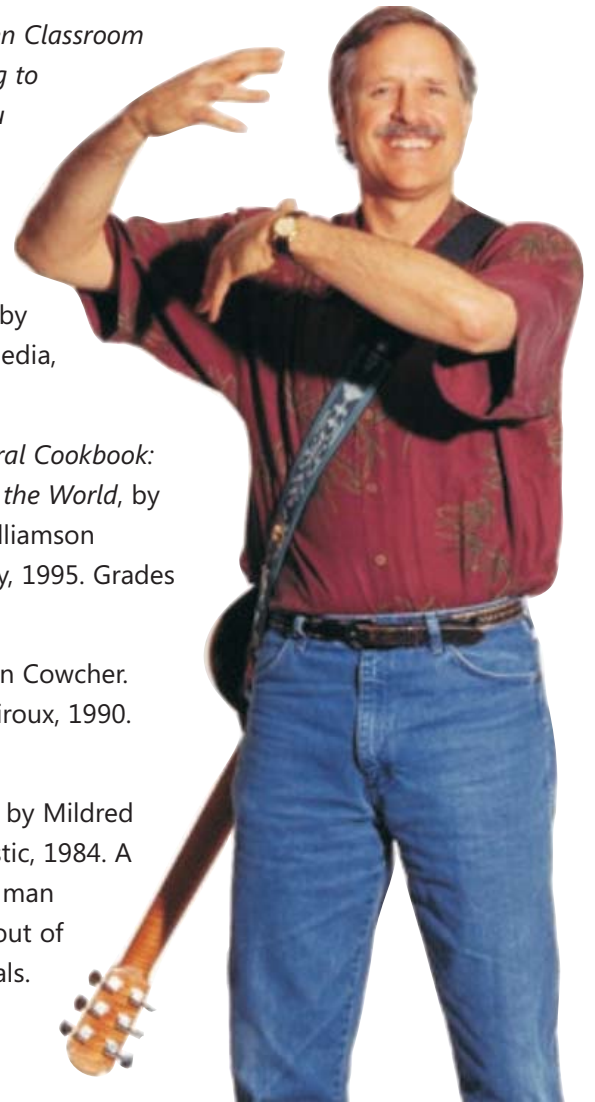 n Classroom
g to
u
by
edia,
ral Cookbook:
the World, by
lliamson
y, 1995. Grades
n Cowcher.
iroux, 1990.
by Mildred
stic, 1984. A
man
out of
als.